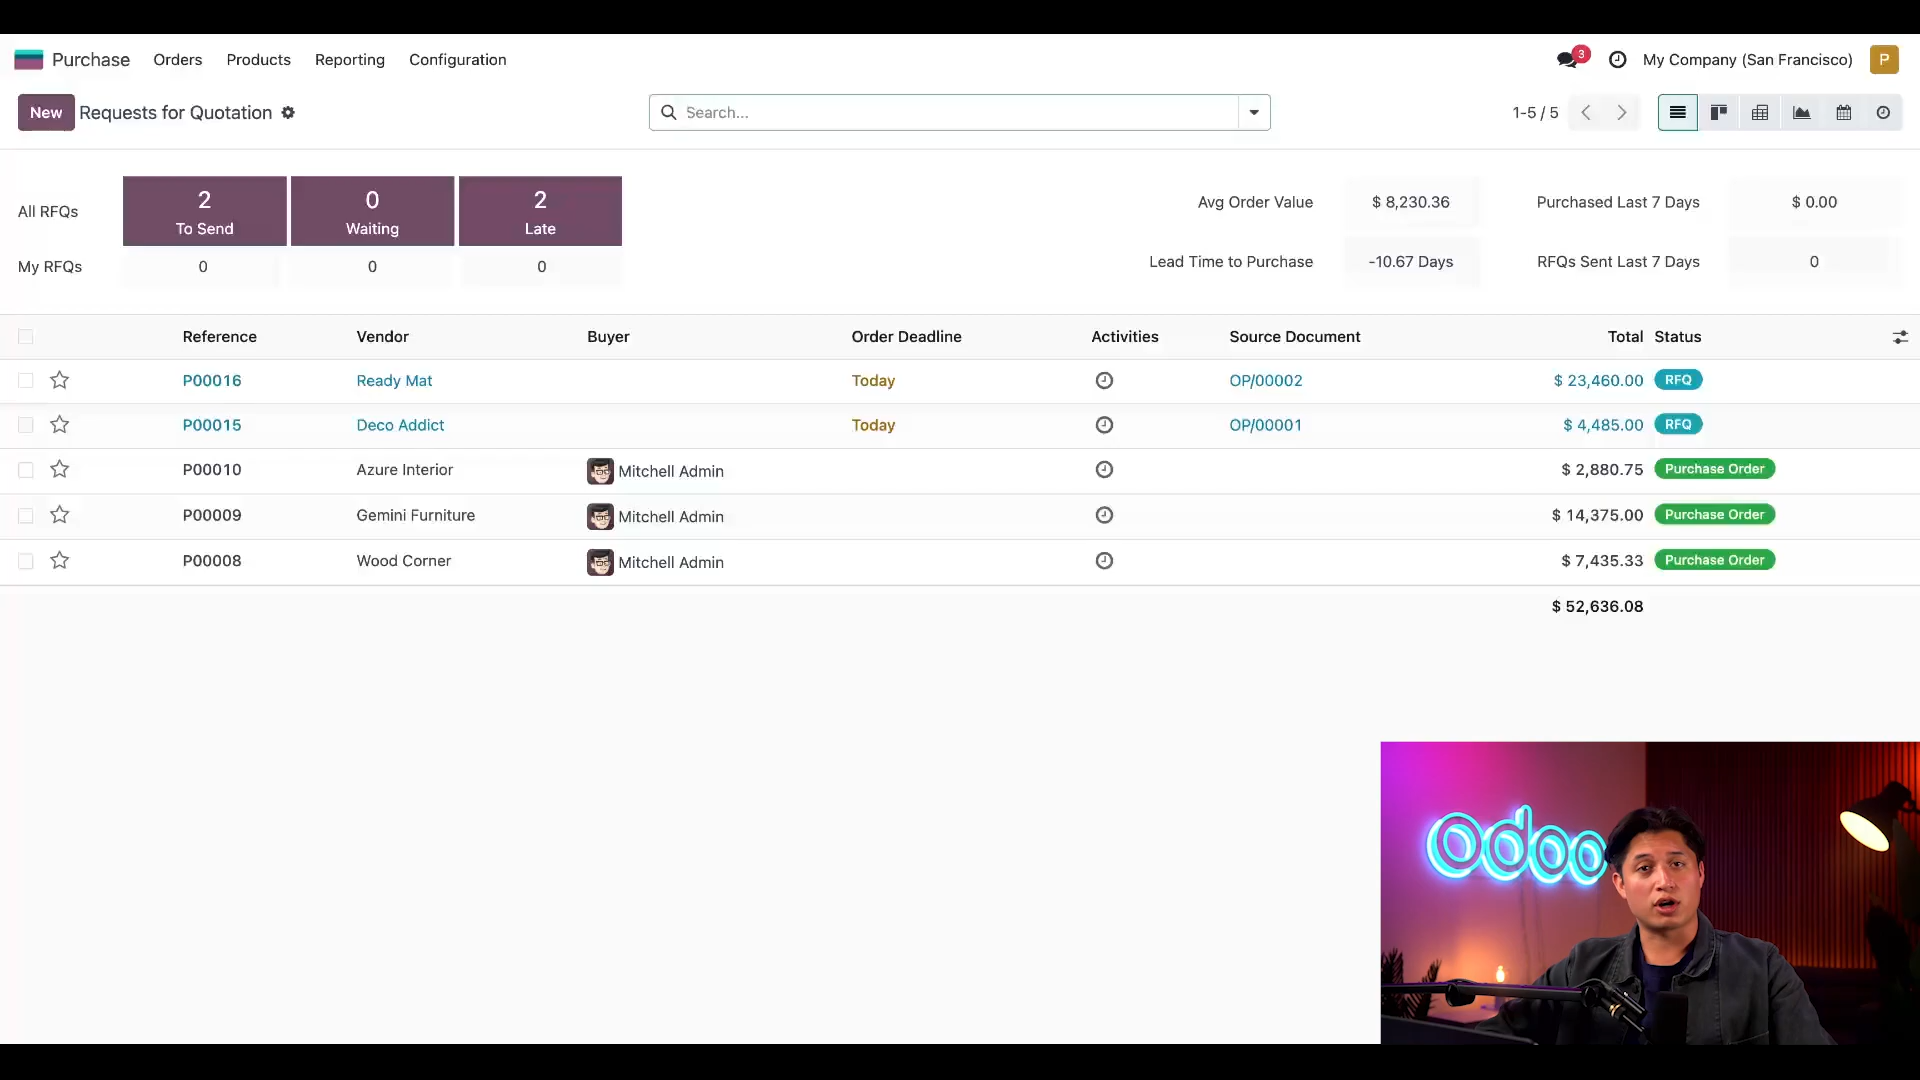 Purchase Orders Products Reporting Configuration 3 My Company (San Francisco) P
New Requests for Quotation Search... 1-5 / 5
All RFQs 2 To Send 0 Waiting 2 Late
My RFQs 0 0 0
Avg Order Value $ 8,230.36 Purchased Last 7 Days $ 0.00
Lead Time to Purchase -10.67 Days RFQs Sent Last 7 Days 0
Reference Vendor Buyer Order Deadline Activities Source Document Total Status
P00016 Ready Mat Today OP/00002 $ 23,460.00 RFQ
P00015 Deco Addict Today OP/00001 $ 4,485.00 RFQ
P00010 Azure Interior Mitchell Admin $ 2,880.75 Purchase Order
P00009 Gemini Furniture Mitchell Admin $ 14,375.00 Purchase Order
P00008 Wood Corner Mitchell Admin $ 7,435.33 Purchase Order
$ 52,636.08
odoo